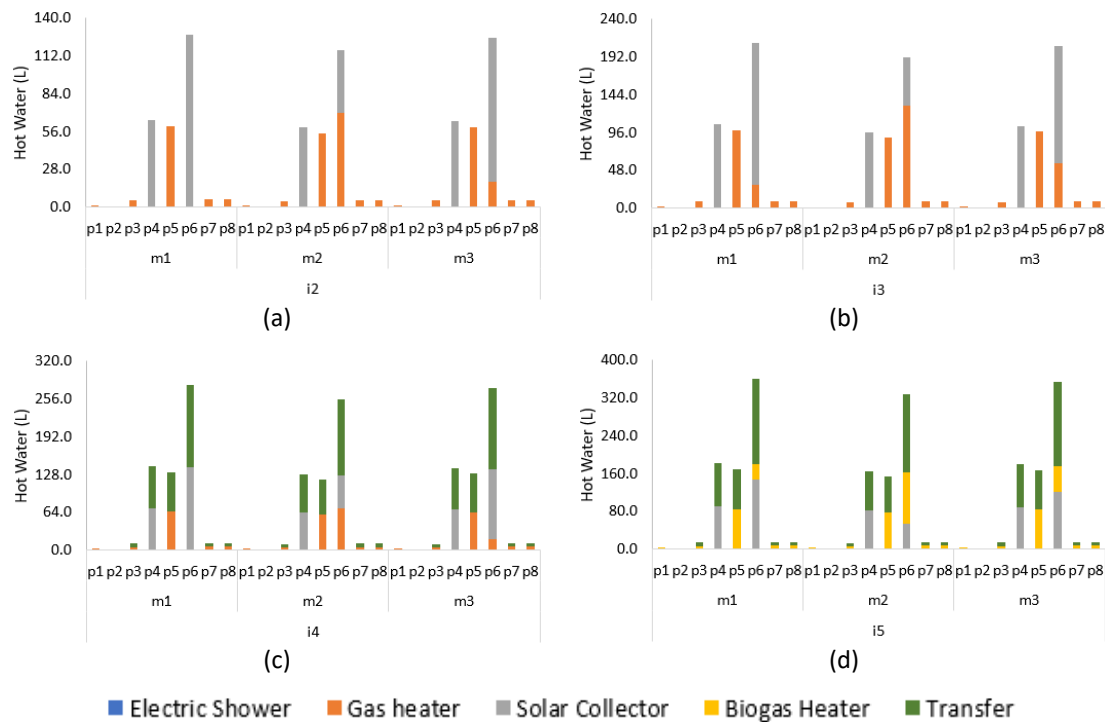 140.0
112.0
84.0
56.0
28.0
0.0
Hot Water (L)
p1 p2 p3 p4 p5 p6 p7 p8 p1 p2 p3 p4 p5 p6 p7 p8 p1 p2 p3 p4 p5 p6 p7 p8
m1 m2 m3
i2
(a)
240.0
192.0
144.0
96.0
48.0
0.0
Hot Water (L)
p1 p2 p3 p4 p5 p6 p7 p8 p1 p2 p3 p4 p5 p6 p7 p8 p1 p2 p3 p4 p5 p6 p7 p8
m1 m2 m3
i3
(b)
320.0
256.0
192.0
128.0
64.0
0.0
Hot Water (L)
p1 p2 p3 p4 p5 p6 p7 p8 p1 p2 p3 p4 p5 p6 p7 p8 p1 p2 p3 p4 p5 p6 p7 p8
m1 m2 m3
i4
(c)
400.0
320.0
240.0
160.0
80.0
0.0
Hot Water (L)
p1 p2 p3 p4 p5 p6 p7 p8 p1 p2 p3 p4 p5 p6 p7 p8 p1 p2 p3 p4 p5 p6 p7 p8
m1 m2 m3
i5
(d)
Electric Shower Gas heater Solar Collector Biogas Heater Transfer